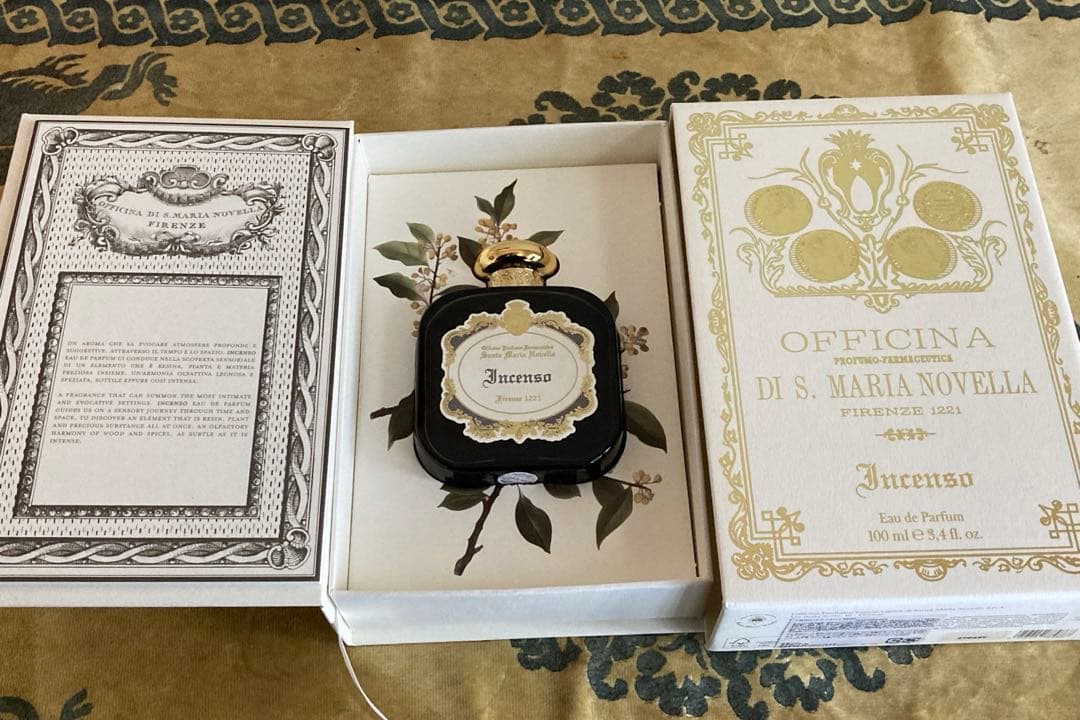 OFFICINA DI S. MARIA NOVELLA
FIRENZE
UN AROMA CHE SA EVOCARE ATMOSFERE PROFONDE E
SUGGESTIVE. ATTRAVERSO IL TEMPO E LO SPAZIO, INCENSO
EAU DE PARFUM CI CONDUCE NELLA SCOPERTA SENSORIALE
DI UN ELEMENTO CHE È RESINA, PIANTA E MATERIA
PREZIOSA INSIEME. UN'ARMONIA OLFATTIVA LEGNOSA E
SPEZIATA, SOTTILE EPPURE COSÌ INTENSA.
A FRAGRANCE THAT CAN SUMMON THE MOST INTIMATE
AND EVOCATIVE SETTINGS. INCENSO EAU DE PARFUM
GUIDES US ON A SENSORY JOURNEY THROUGH TIME AND
SPACE, TO DISCOVER AN ELEMENT THAT IS RESIN, PLANT
AND PRECIOUS SUBSTANCE ALL AT ONCE. AN OLFACTORY
HARMONY OF WOOD AND SPICES, AS SUBTLE AS IT IS
INTENSE.
Officina Profumo-Farmaceutica
Santa Maria Novella
Incenso
Firenze 1221
OFFICINA
PROFUMO-FARMACEUTICA
DI S. MARIA NOVELLA
FIRENZE 1221
Incenso
Eau de Parfum
100 ml ℮ 3,4 fl. oz.